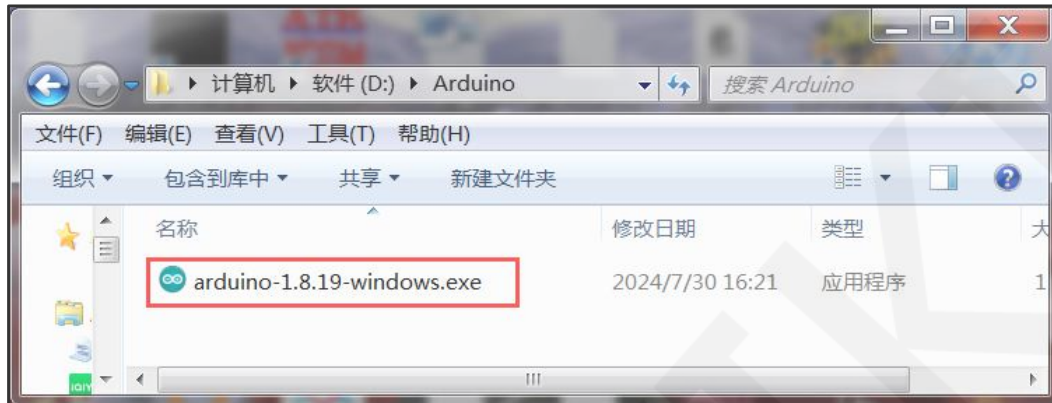 计算机 ▸ 软件 (D:) ▸ Arduino
搜索 Arduino
文件(F) 编辑(E) 查看(V) 工具(T) 帮助(H)
组织 包含到库中 共享 新建文件夹
名称 修改日期 类型 大
arduino-1.8.19-windows.exe 2024/7/30 16:21 应用程序 1